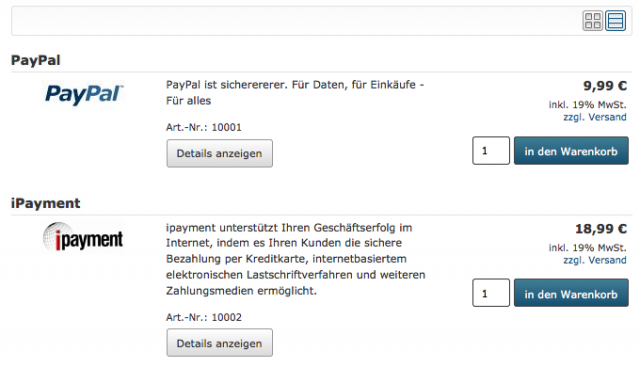 PayPal
PayPal
PayPal ist sichererer. Für Daten, für Einkäufe -
Für alles
Art.-Nr.: 10001
Details anzeigen
9,99 €
inkl. 19% MwSt.
zzgl. Versand
1
in den Warenkorb
iPayment
ipayment
ipayment unterstützt Ihren Geschäftserfolg im
Internet, indem es Ihren Kunden die sichere
Bezahlung per Kreditkarte, internetbasiertem
elektronischen Lastschriftverfahren und weiteren
Zahlungsmedien ermöglicht.
Art.-Nr.: 10002
Details anzeigen
18,99 €
inkl. 19% MwSt.
zzgl. Versand
1
in den Warenkorb